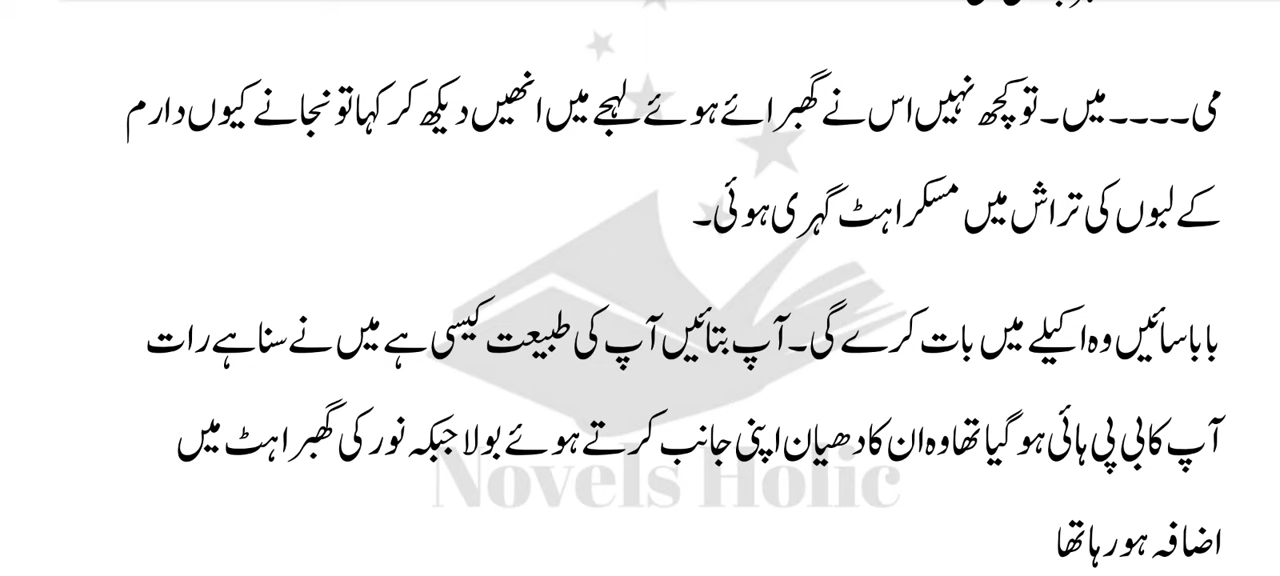 می۔۔۔۔میں۔تو کچھ نہیں اس نے گھبرائے ہوئے لہجے میں انھیں دیکھ کر کہا تو نجانے کیوں دارم
کے لبوں کی تراش میں مسکراہٹ گہری ہوئی۔
بابا سائیں وہ اکیلے میں بات کرے گی۔آپ بتائیں آپ کی طبیعت کیسی ہے میں نے سنا ہے رات
آپ کا بی پی ہائی ہو گیا تھا وہ ان کا دھیان اپنی جانب کرتے ہوئے بولا جبکہ نور کی گھبراہٹ میں
Novels Holic
اضافہ ہو رہا تھا